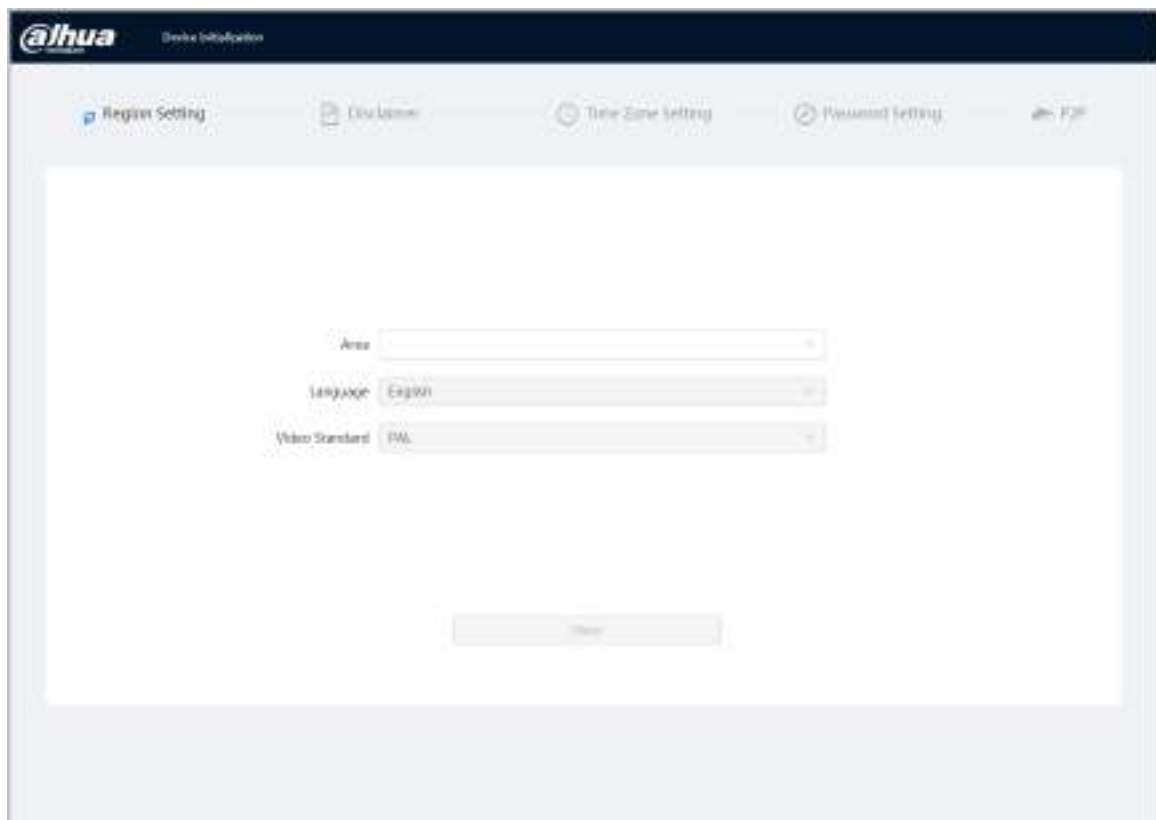 alhua
Device Initialization
Region Setting
Disclaimer
Time Zone Setting
Password Setting
P2P
Area
Language English
Video Standard PAL
Next